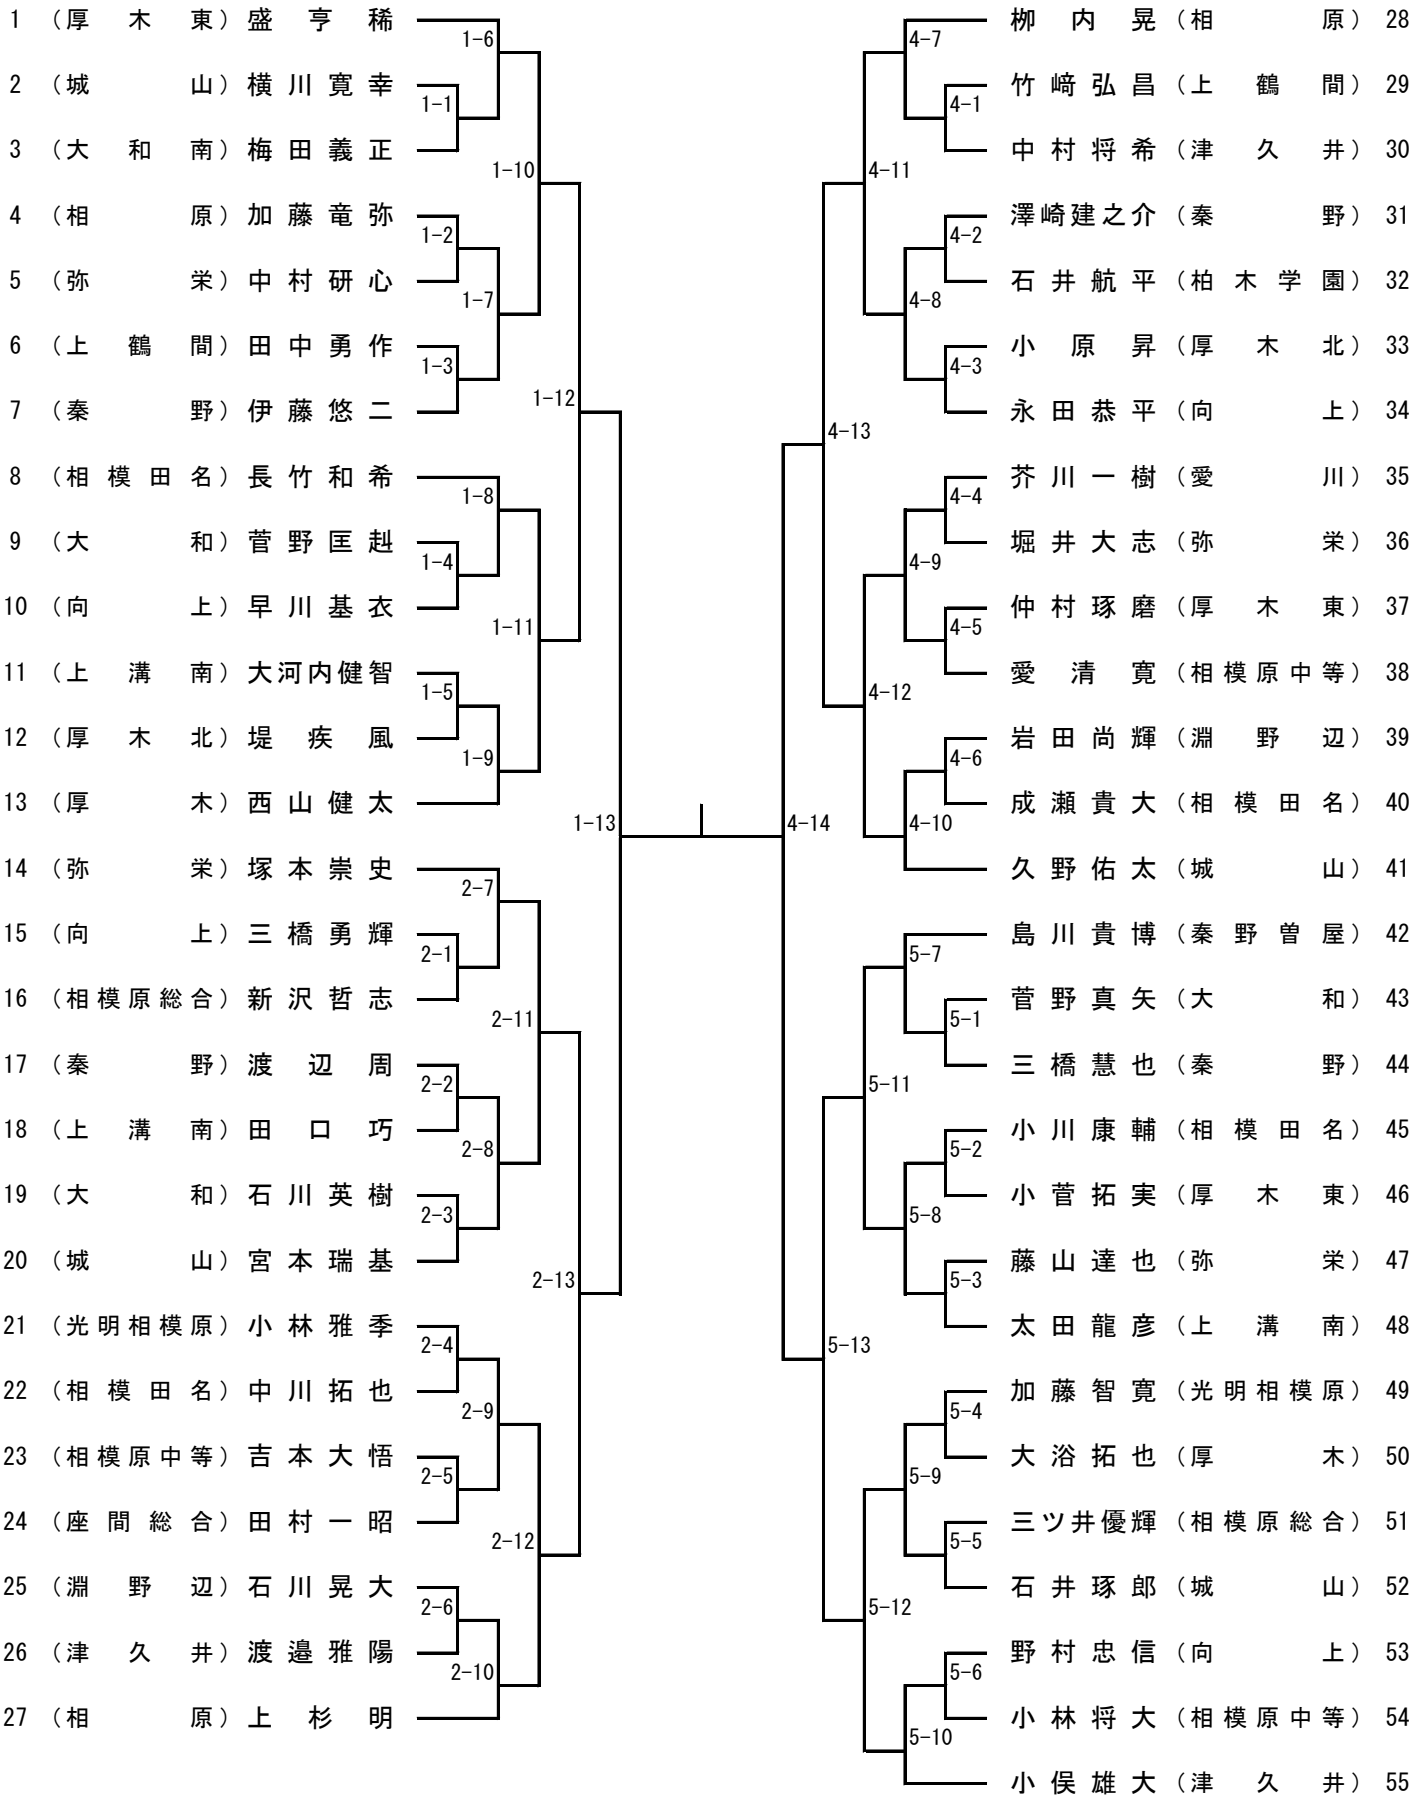 1 （厚木東）盛亨稀
2 （城山）横川寛幸
3 （大和南）梅田義正
4 （相原）加藤竜弥
5 （弥栄）中村研心
6 （上鶴間）田中勇作
7 （秦野）伊藤悠二
8 （相模田名）長竹和希
9 （大和）菅野匡赳
10 （向上）早川基衣
11 （上溝南）大河内健智
12 （厚木北）堤疾風
13 （厚木）西山健太
14 （弥栄）塚本崇史
15 （向上）三橋勇輝
16 （相模原総合）新沢哲志
17 （秦野）渡辺周
18 （上溝南）田口巧
19 （大和）石川英樹
20 （城山）宮本瑞基
21 （光明相模原）小林雅季
22 （相模田名）中川拓也
23 （相模原中等）吉本大悟
24 （座間総合）田村一昭
25 （淵野辺）石川晃大
26 （津久井）渡邉雅陽
27 （相原）上杉明
1-6
1-1
1-10
1-2
1-7
1-3
1-12
1-8
1-4
1-11
1-5
1-9
1-13
2-7
2-1
2-11
2-2
2-8
2-3
2-13
2-4
2-9
2-5
2-12
2-6
2-10
4-7
4-1
4-11
4-2
4-8
4-3
4-13
4-4
4-9
4-5
4-12
4-6
4-14
4-10
5-7
5-1
5-11
5-2
5-8
5-3
5-13
5-4
5-9
5-5
5-12
5-6
5-10
栁内晃（相原）28
竹﨑弘昌（上鶴間）29
中村将希（津久井）30
澤崎建之介（秦野）31
石井航平（柏木学園）32
小原昇（厚木北）33
永田恭平（向上）34
芥川一樹（愛川）35
堀井大志（弥栄）36
仲村琢磨（厚木東）37
愛清寛（相模原中等）38
岩田尚輝（淵野辺）39
成瀬貴大（相模田名）40
久野佑太（城山）41
島川貴博（秦野曽屋）42
菅野真矢（大和）43
三橋慧也（秦野）44
小川康輔（相模田名）45
小菅拓実（厚木東）46
藤山達也（弥栄）47
太田龍彦（上溝南）48
加藤智寛（光明相模原）49
大浴拓也（厚木）50
三ツ井優輝（相模原総合）51
石井琢郎（城山）52
野村忠信（向上）53
小林将大（相模原中等）54
小俣雄大（津久井）55